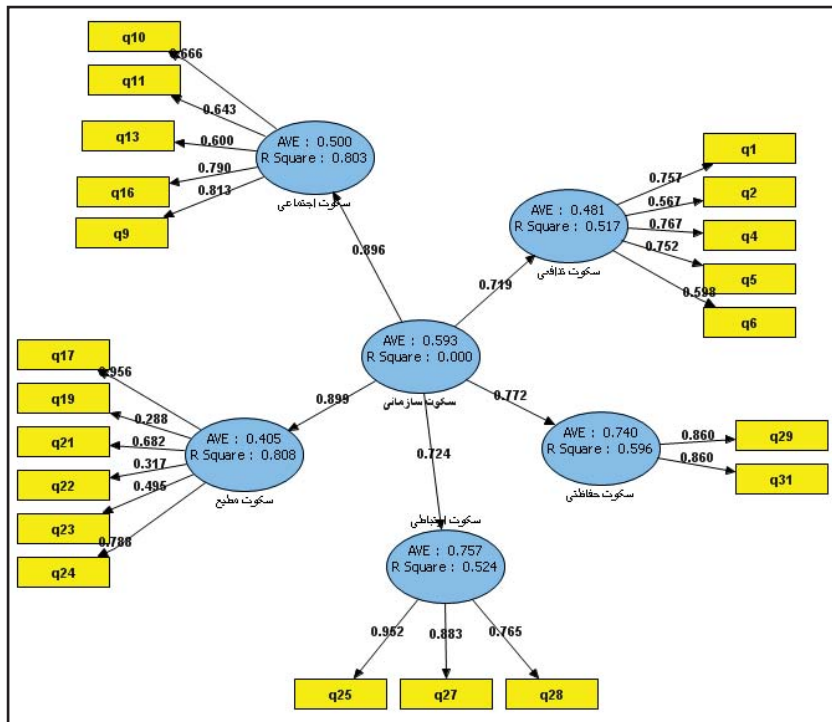 q10
0.666
q11
0.643
q13
0.600
q16
0.790
q9
0.813
AVE : 0.500
R Square : 0.803
سکوت اجتماعی
0.896
q1
0.757
q2
0.567
q4
0.767
q5
0.752
q6
0.598
AVE : 0.481
R Square : 0.517
سکوت تدافعی
0.719
AVE : 0.593
R Square : 0.000
سکوت سازمانی
q17
0.956
q19
0.288
q21
0.682
q22
0.317
q23
0.495
q24
0.788
0.899
AVE : 0.405
R Square : 0.808
سکوت مطیع
0.772
AVE : 0.740
R Square : 0.596
سکوت حفاظتی
0.860
q29
0.860
q31
0.724
سکوت
AVE : 0.757
R Square : 0.524
0.952
0.883
0.765
q25
q27
q28